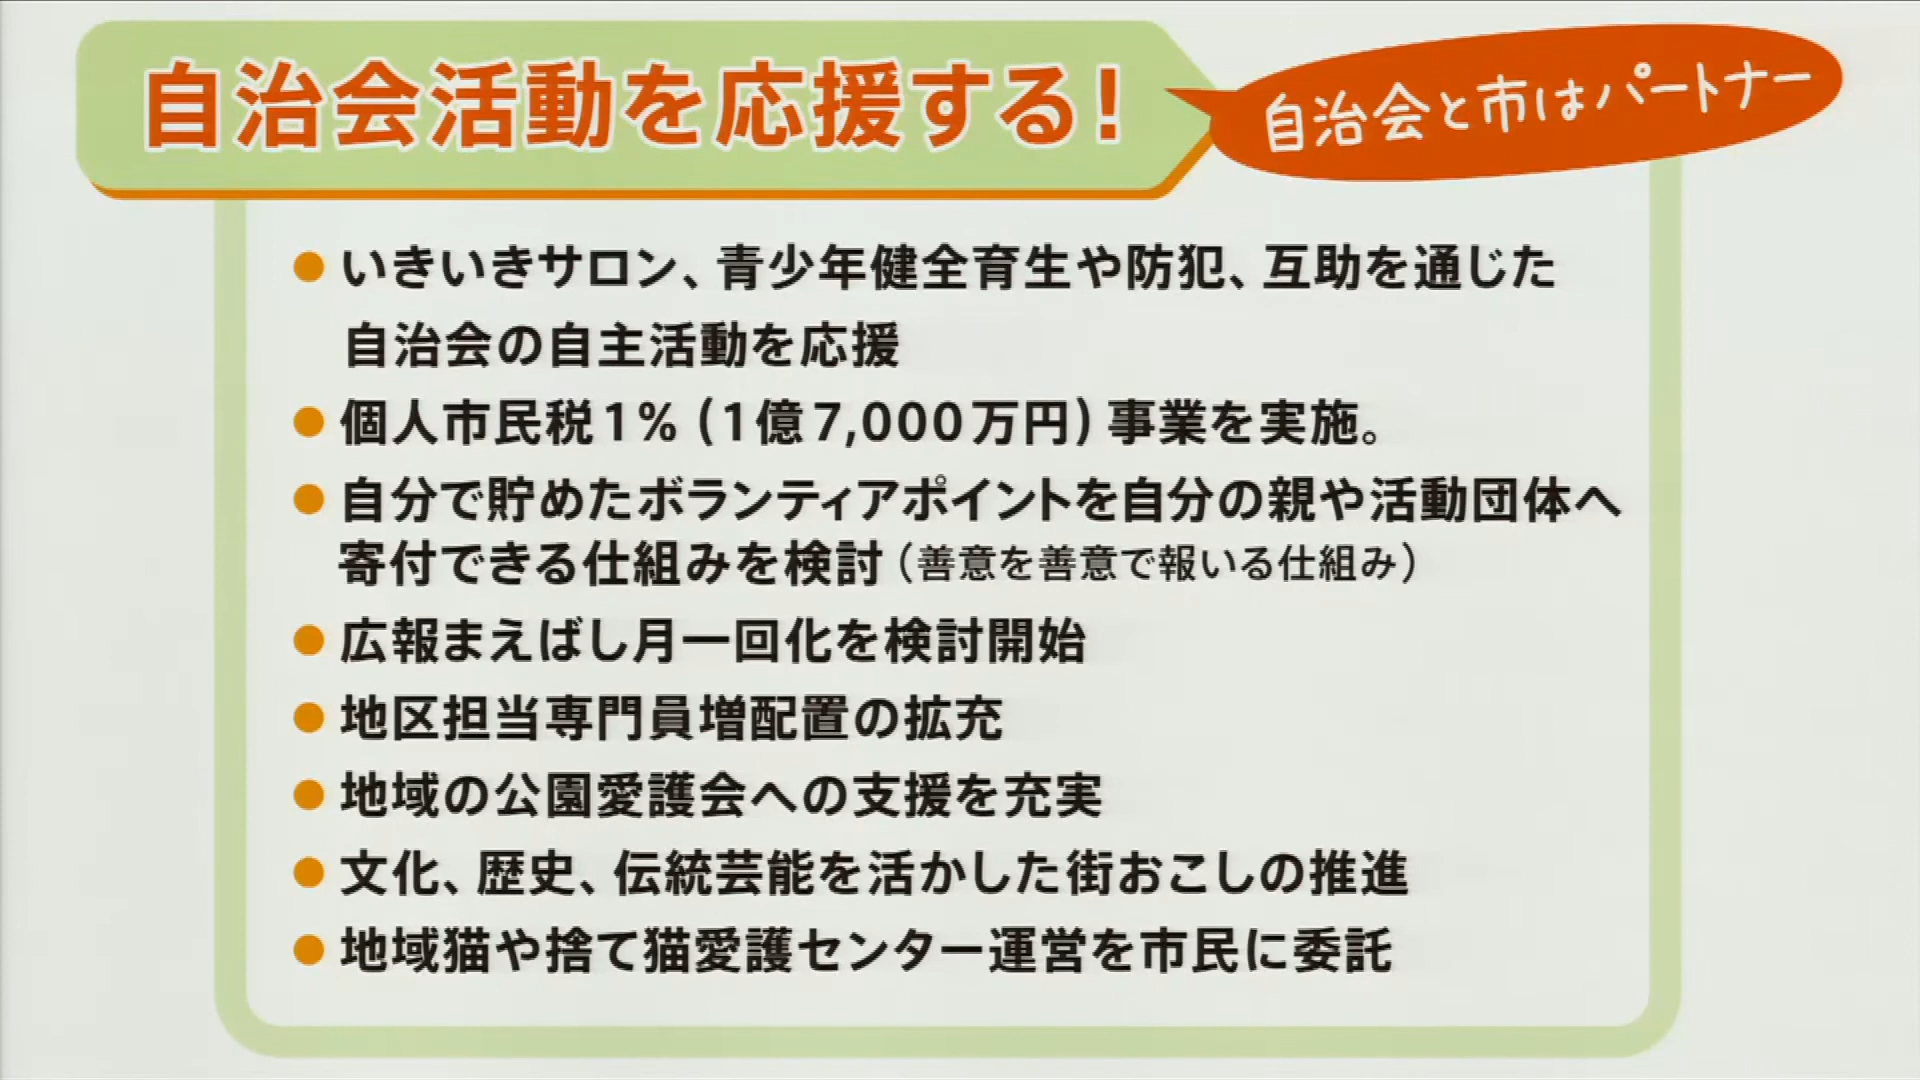 自治会活動を応援する!
自治会と市はパートナー
●いきいきサロン、青少年健全育生や防犯、互助を通じた
自治会の自主活動を応援
●個人市民税1%(1億7,000万円)事業を実施。
●自分で貯めたボランティアポイントを自分の親や活動団体へ
寄付できる仕組みを検討(善意を善意で報いる仕組み)
●広報まえばし月一回化を検討開始
●地区担当専門員増配置の拡充
●地域の公園愛護会への支援を充実
●文化、歴史、伝統芸能を活かした街おこしの推進
●地域猫や捨て猫愛護センター運営を市民に委託